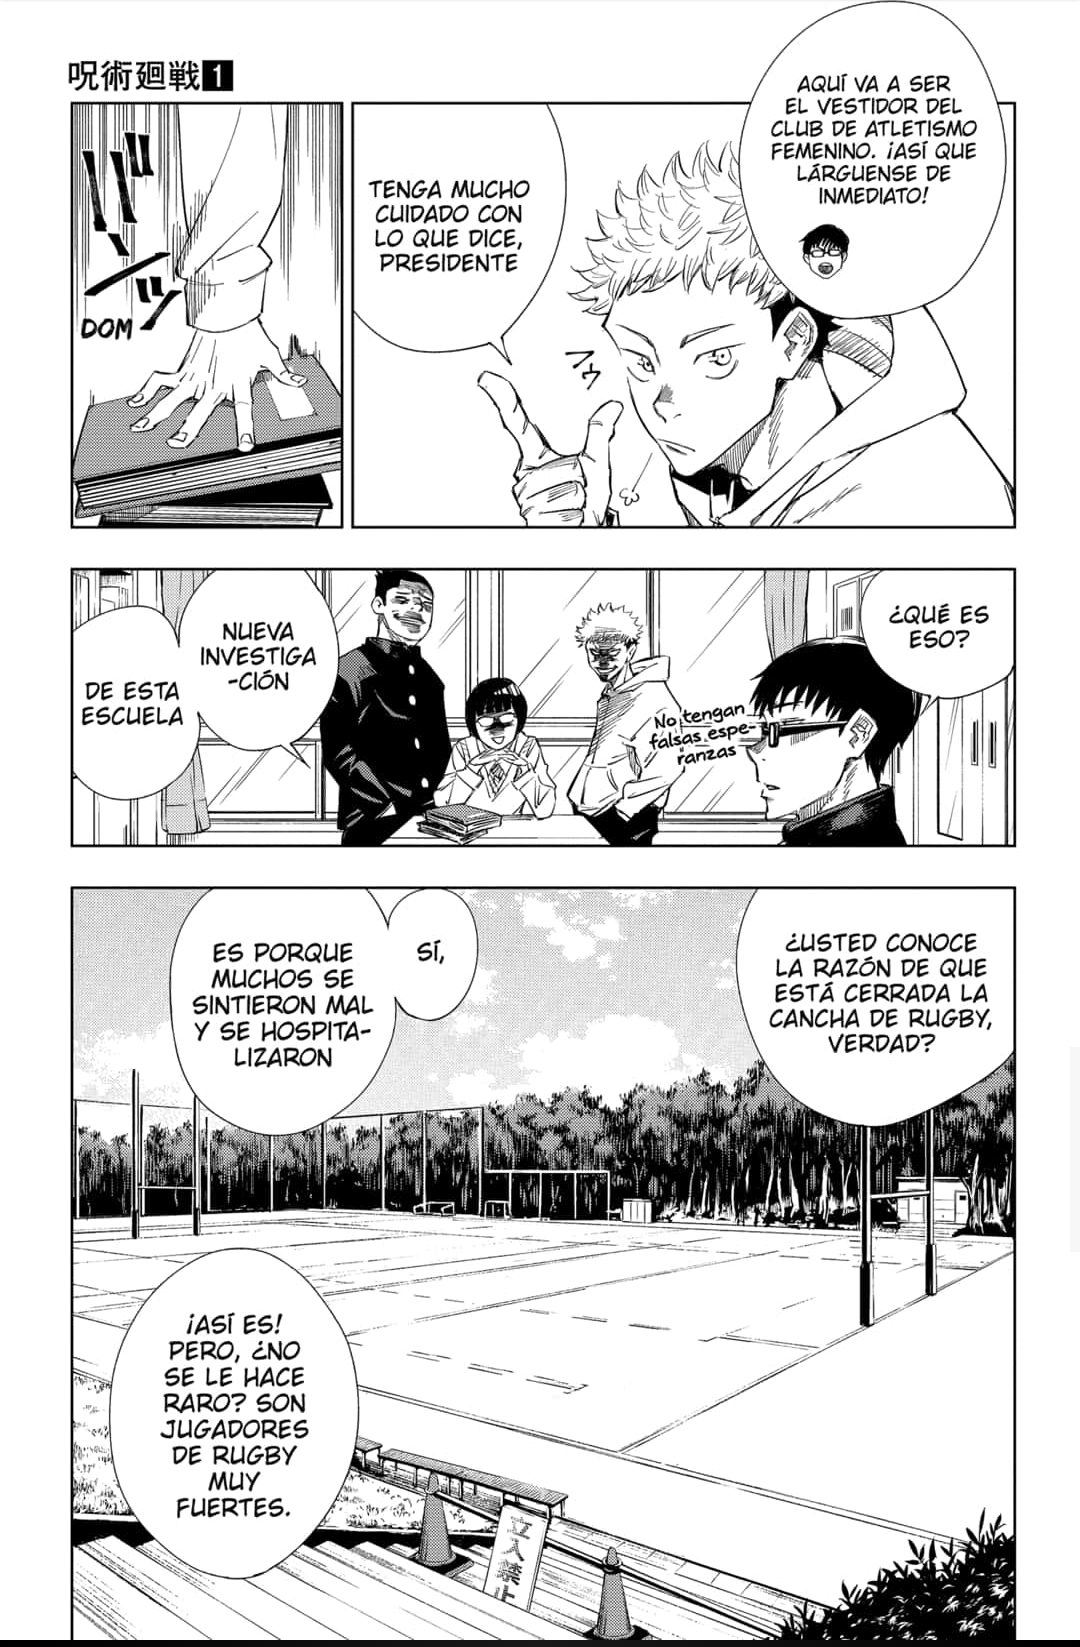 呪術廻戦 1
AQUÍ VA A SER
EL VESTIDOR DEL
CLUB DE ATLETISMO
FEMENINO. ¡ASÍ QUE
LÁRGUENSE DE
INMEDIATO!
TENGA MUCHO
CUIDADO CON
LO QUE DICE,
PRESIDENTE
DOM
¿QUÉ ES
ESO?
No tengan
falsas espe-
ranzas
NUEVA
INVESTIGA
-CIÓN
DE ESTA
ESCUELA
¿USTED CONOCE
LA RAZÓN DE QUE
ESTÁ CERRADA LA
CANCHA DE RUGBY,
VERDAD?
SÍ,
ES PORQUE
MUCHOS SE
SINTIERON MAL
Y SE HOSPITA-
LIZARON
¡ASÍ ES!
PERO, ¿NO
SE LE HACE
RARO? SON
JUGADORES
DE RUGBY
MUY
FUERTES.
立入禁止